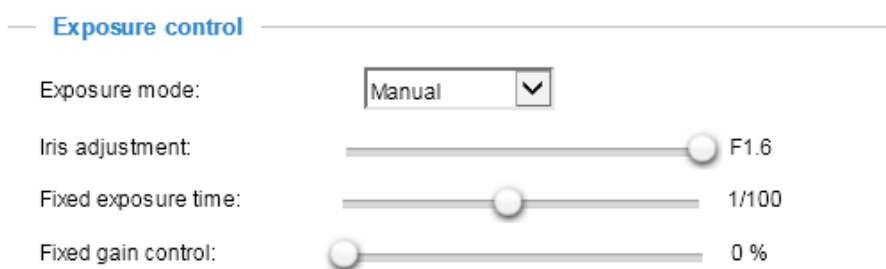 Exposure control
Exposure mode: Manual
Iris adjustment: F1.6
Fixed exposure time: 1/100
Fixed gain control: 0 %